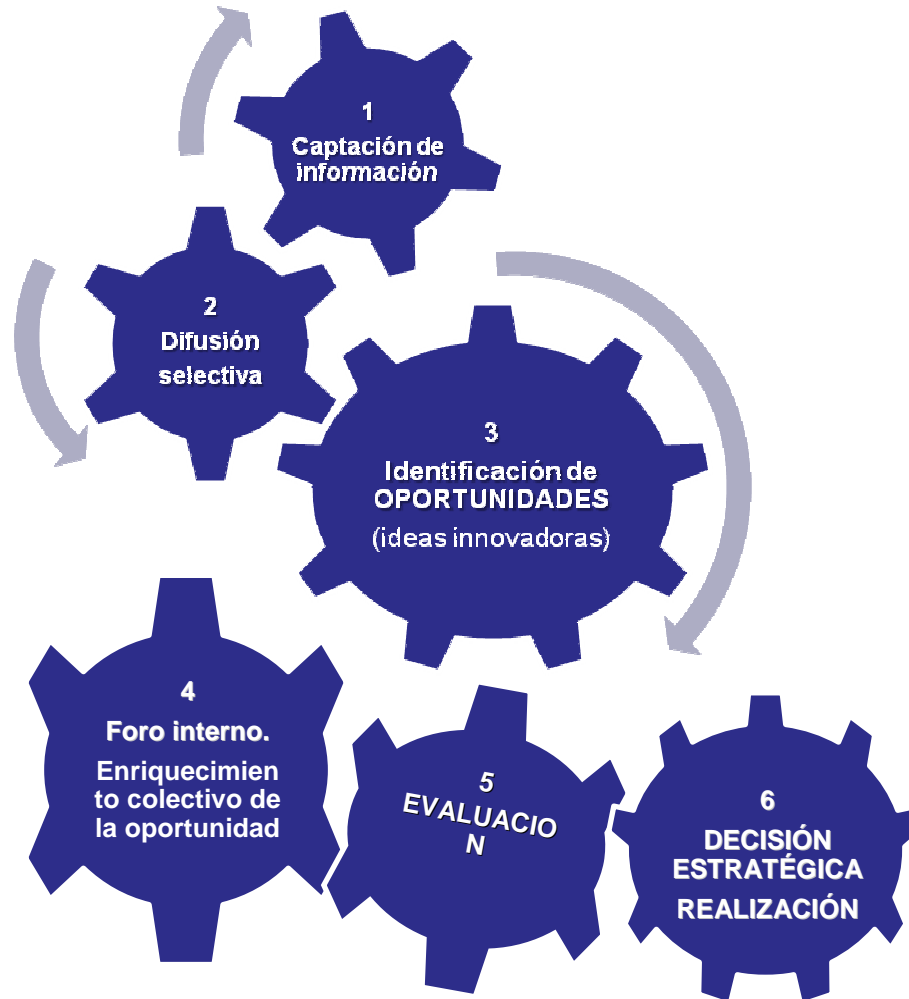 1
Captación de
información
2
Difusión
selectiva
3
Identificación de
OPORTUNIDADES
(ideas innovadoras)
4
Foro interno.
Enriquecimien
to colectivo de
la oportunidad
5
EVALUACIO
N
6
DECISIÓN
ESTRATÉGICA
REALIZACIÓN